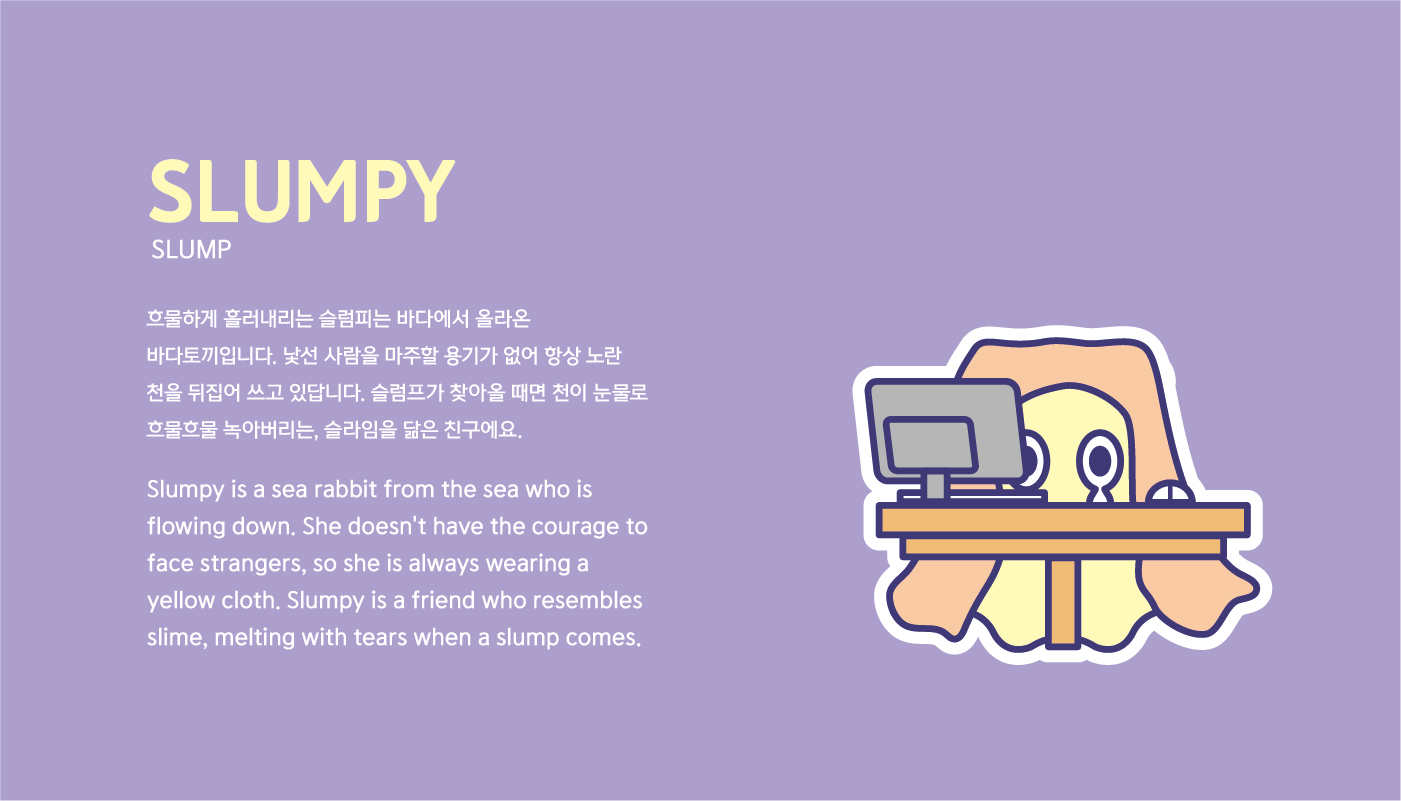 SLUMPY
SLUMP
흐물하게 흘러내리는 슬럼피는 바다에서 올라온
바다토끼입니다. 낯선 사람을 마주할 용기가 없어 항상 노란
천을 뒤집어 쓰고 있답니다. 슬럼프가 찾아올 때면 천이 눈물로
흐물흐물 녹아버리는, 슬라임을 닮은 친구에요.
Slumpy is a sea rabbit from the sea who is
flowing down. She doesn't have the courage to
face strangers, so she is always wearing a
yellow cloth. Slumpy is a friend who resembles
slime, melting with tears when a slump comes.